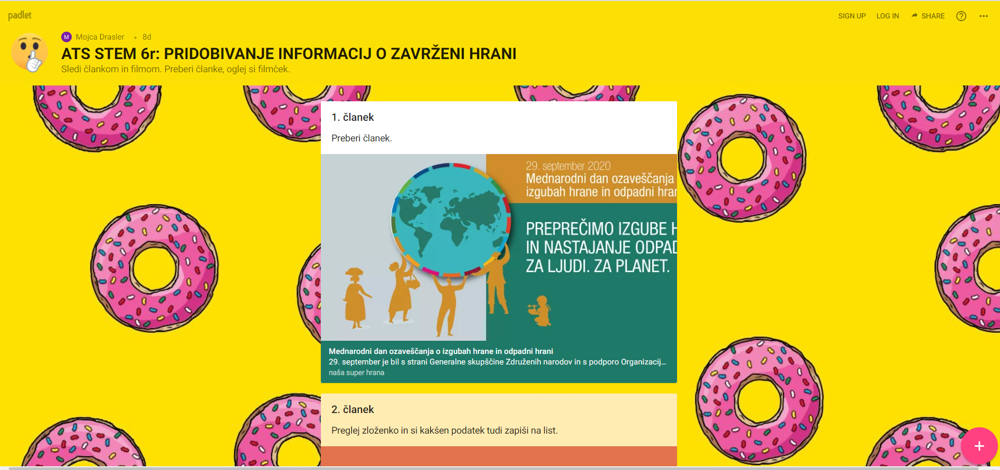 padlet
SIGN UP LOG IN SHARE
M Mojca Drasler • 8d
ATS STEM 6r: PRIDOBIVANJE INFORMACIJ O ZAVRŽENI HRANI
Sledi člankom in filmom. Preberi članke, oglej si filmček.
1. članek
Preberi članek.
29. september 2020
Mednarodni dan ozaveščanja
izgubah hrane in odpadni hran
PREPREČIMO IZGUBE H
IN NASTAJANJE ODPAD
ZA LJUDI. ZA PLANET.
Mednarodni dan ozaveščanja o izgubah hrane in odpadni hrani
29. september je bil s strani Generalne skupščine Združenih narodov in s podporo Organizacij…
naša super hrana
2. članek
Preglej zloženko in si kakšen podatek tudi zapiši na list.